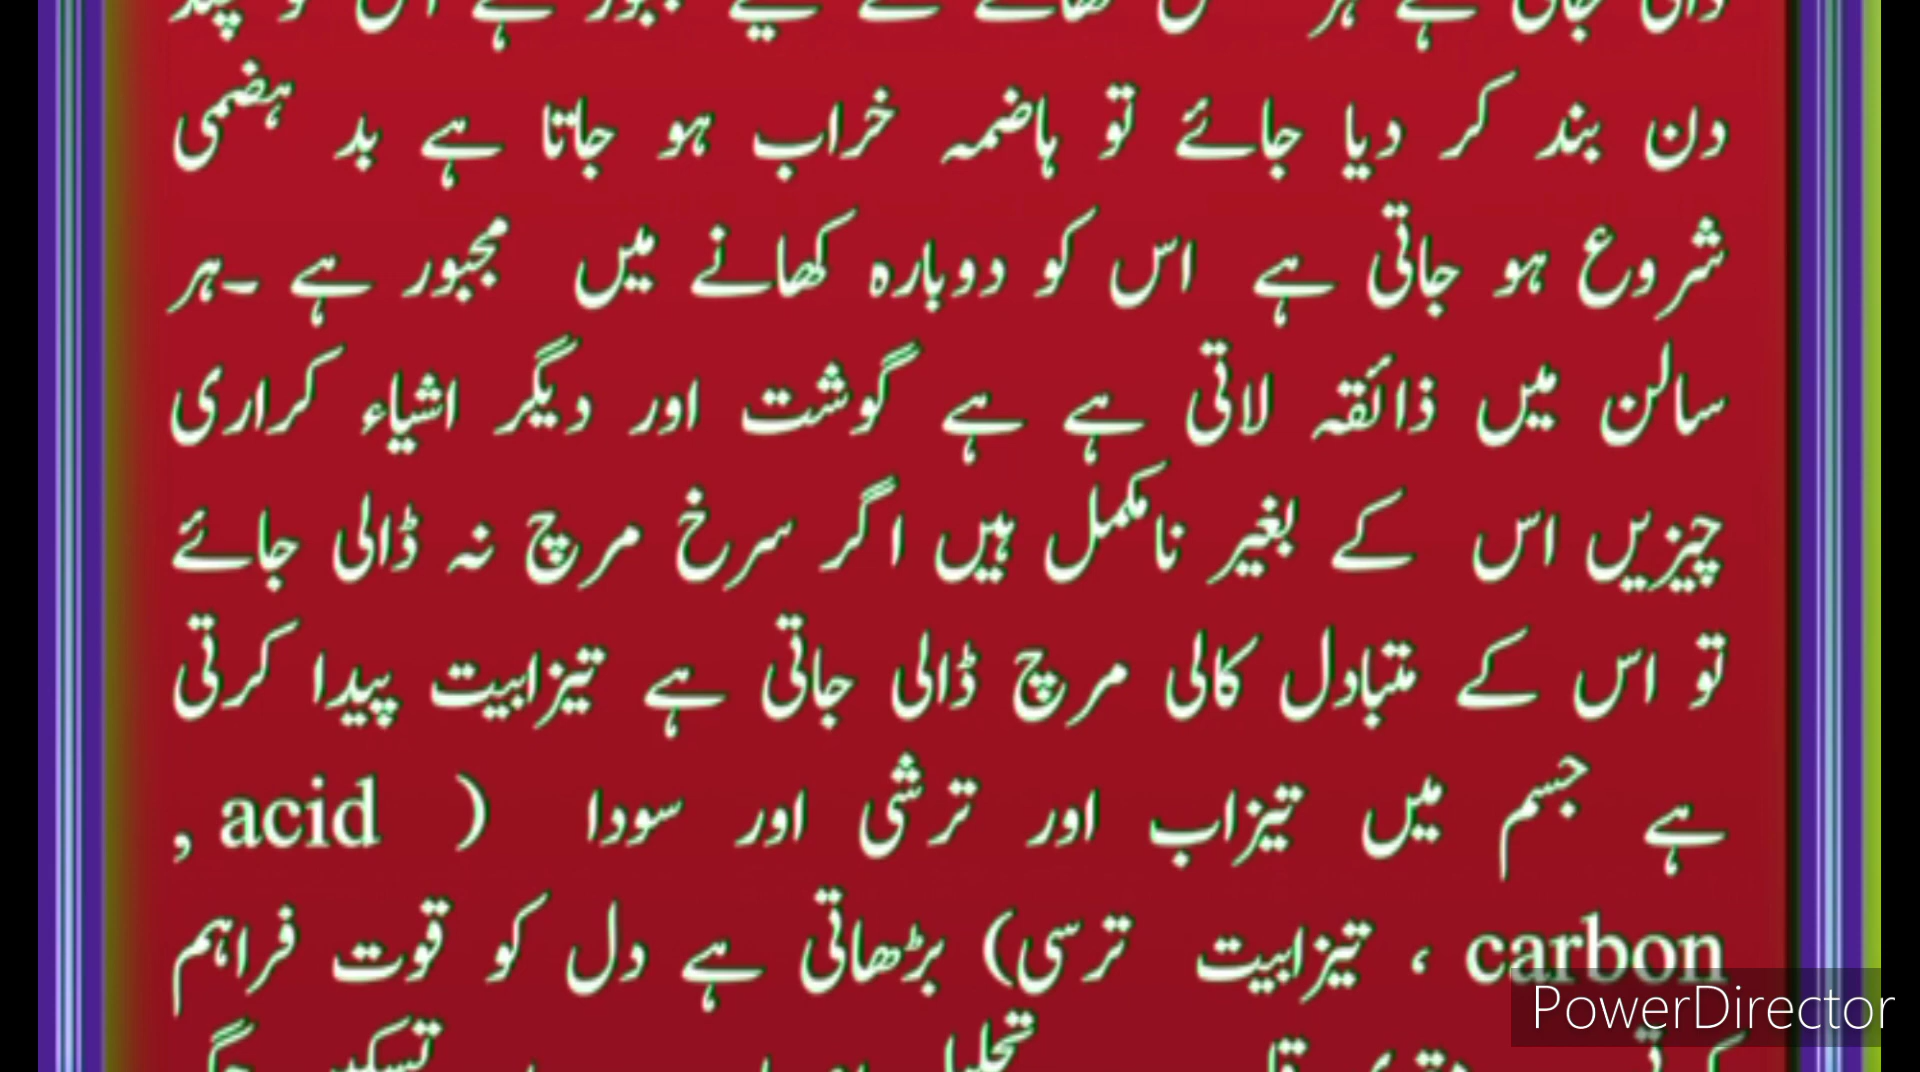 دن بند کر دیا جائے تو ہاضمہ خراب ہو جاتا ہے بد ہضمی
شروع ہو جاتی ہے اس کو دوبارہ کھانے میں مجبور ہے ۔ہر
سالن میں ذائقہ لاتی ہے ہے گوشت اور دیگر اشیاء کراری
چیزیں اس کے بغیر نامکمل ہیں اگر سرخ مرچ نہ ڈالی جائے
تو اس کے متبادل کالی مرچ ڈالی جاتی ہے تیزابیت پیدا کرتی
ہے جسم میں تیزاب اور ترشی اور سودا ( acid ,
carbon ، تیزابیت ترسی) بڑھاتی ہے دل کو قوت فراہم
PowerDirector